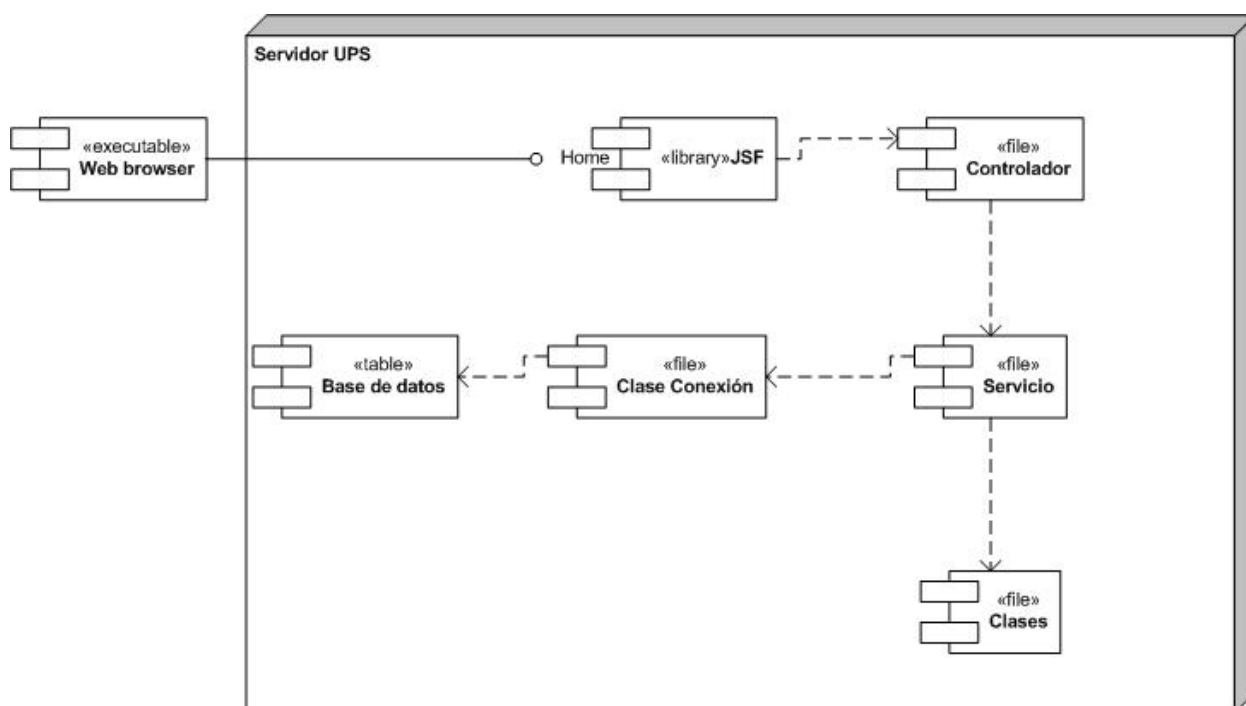 Servidor UPS
«executable»
Web browser
Home
«library»JSF
«file»
Controlador
«table»
Base de datos
«file»
Clase Conexión
«file»
Servicio
«file»
Clases